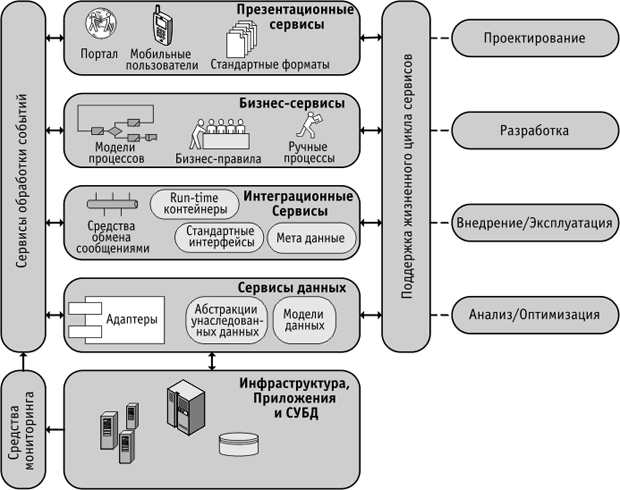 Презентационные
сервисы
Портал
Мобильные
пользователи
Стандартные форматы
Бизнес-сервисы
Модели
процессов
Бизнес-правила
Ручные
процессы
Интеграционные
Сервисы
Run-time
контейнеры
Средства
обмена
сообщениями
Стандартные
интерфейсы
Мета данные
Сервисы данных
Адаптеры
Абстракции
унаследован-
ных данных
Модели
данных
Инфраструктура,
Приложения
и СУБД
Сервисы обработки событий
Средства
мониторинга
Поддержка жизненного цикла сервисов
Проектирование
Разработка
Внедрение/Эксплуатация
Анализ/Оптимизация